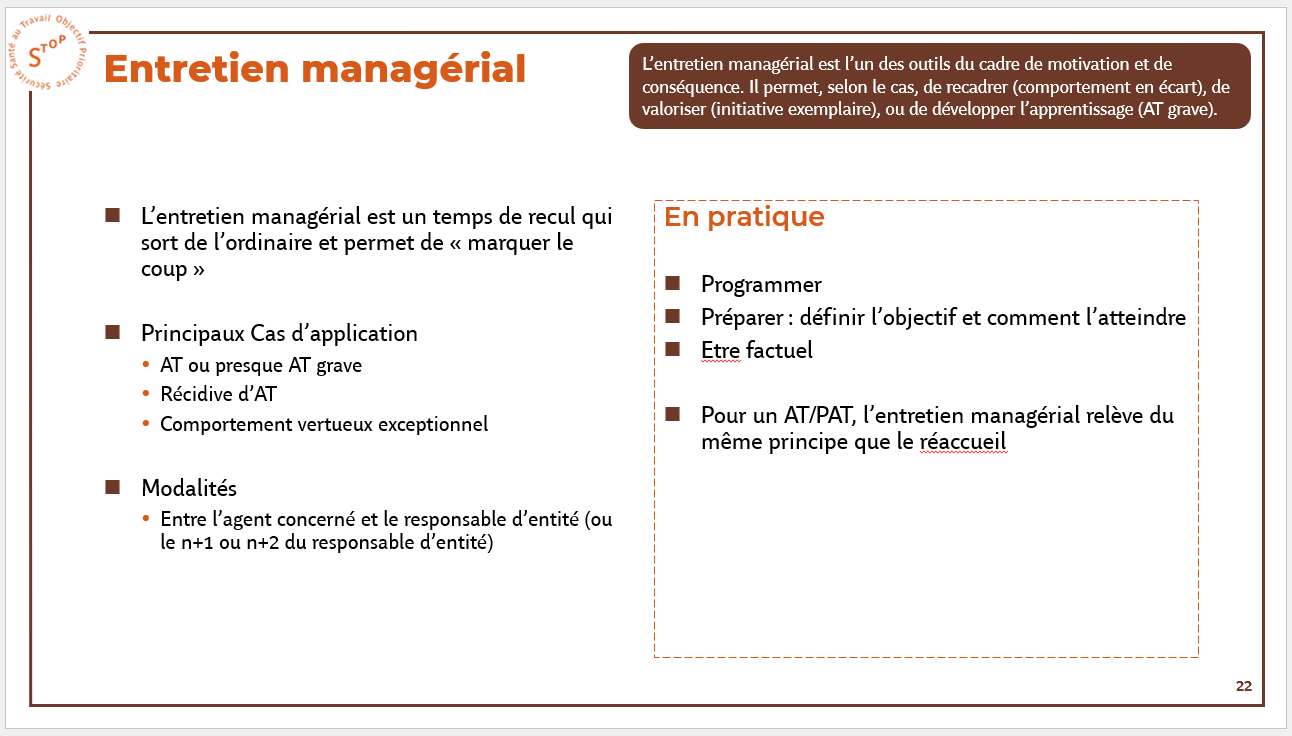 Santé au Travail Objectif Prioritaire Sécurité
STOP
Entretien managérial
L’entretien managérial est l’un des outils du cadre de motivation et de
conséquence. Il permet, selon le cas, de recadrer (comportement en écart), de
valoriser (initiative exemplaire), ou de développer l’apprentissage (AT grave).
L’entretien managérial est un temps de recul qui
sort de l’ordinaire et permet de « marquer le
coup »
Principaux Cas d’application
AT ou presque AT grave
Récidive d’AT
Comportement vertueux exceptionnel
Modalités
Entre l’agent concerné et le responsable d’entité (ou
le n+1 ou n+2 du responsable d’entité)
En pratique
Programmer
Préparer : définir l’objectif et comment l’atteindre
Etre factuel
Pour un AT/PAT, l’entretien managérial relève du
même principe que le réaccueil
22